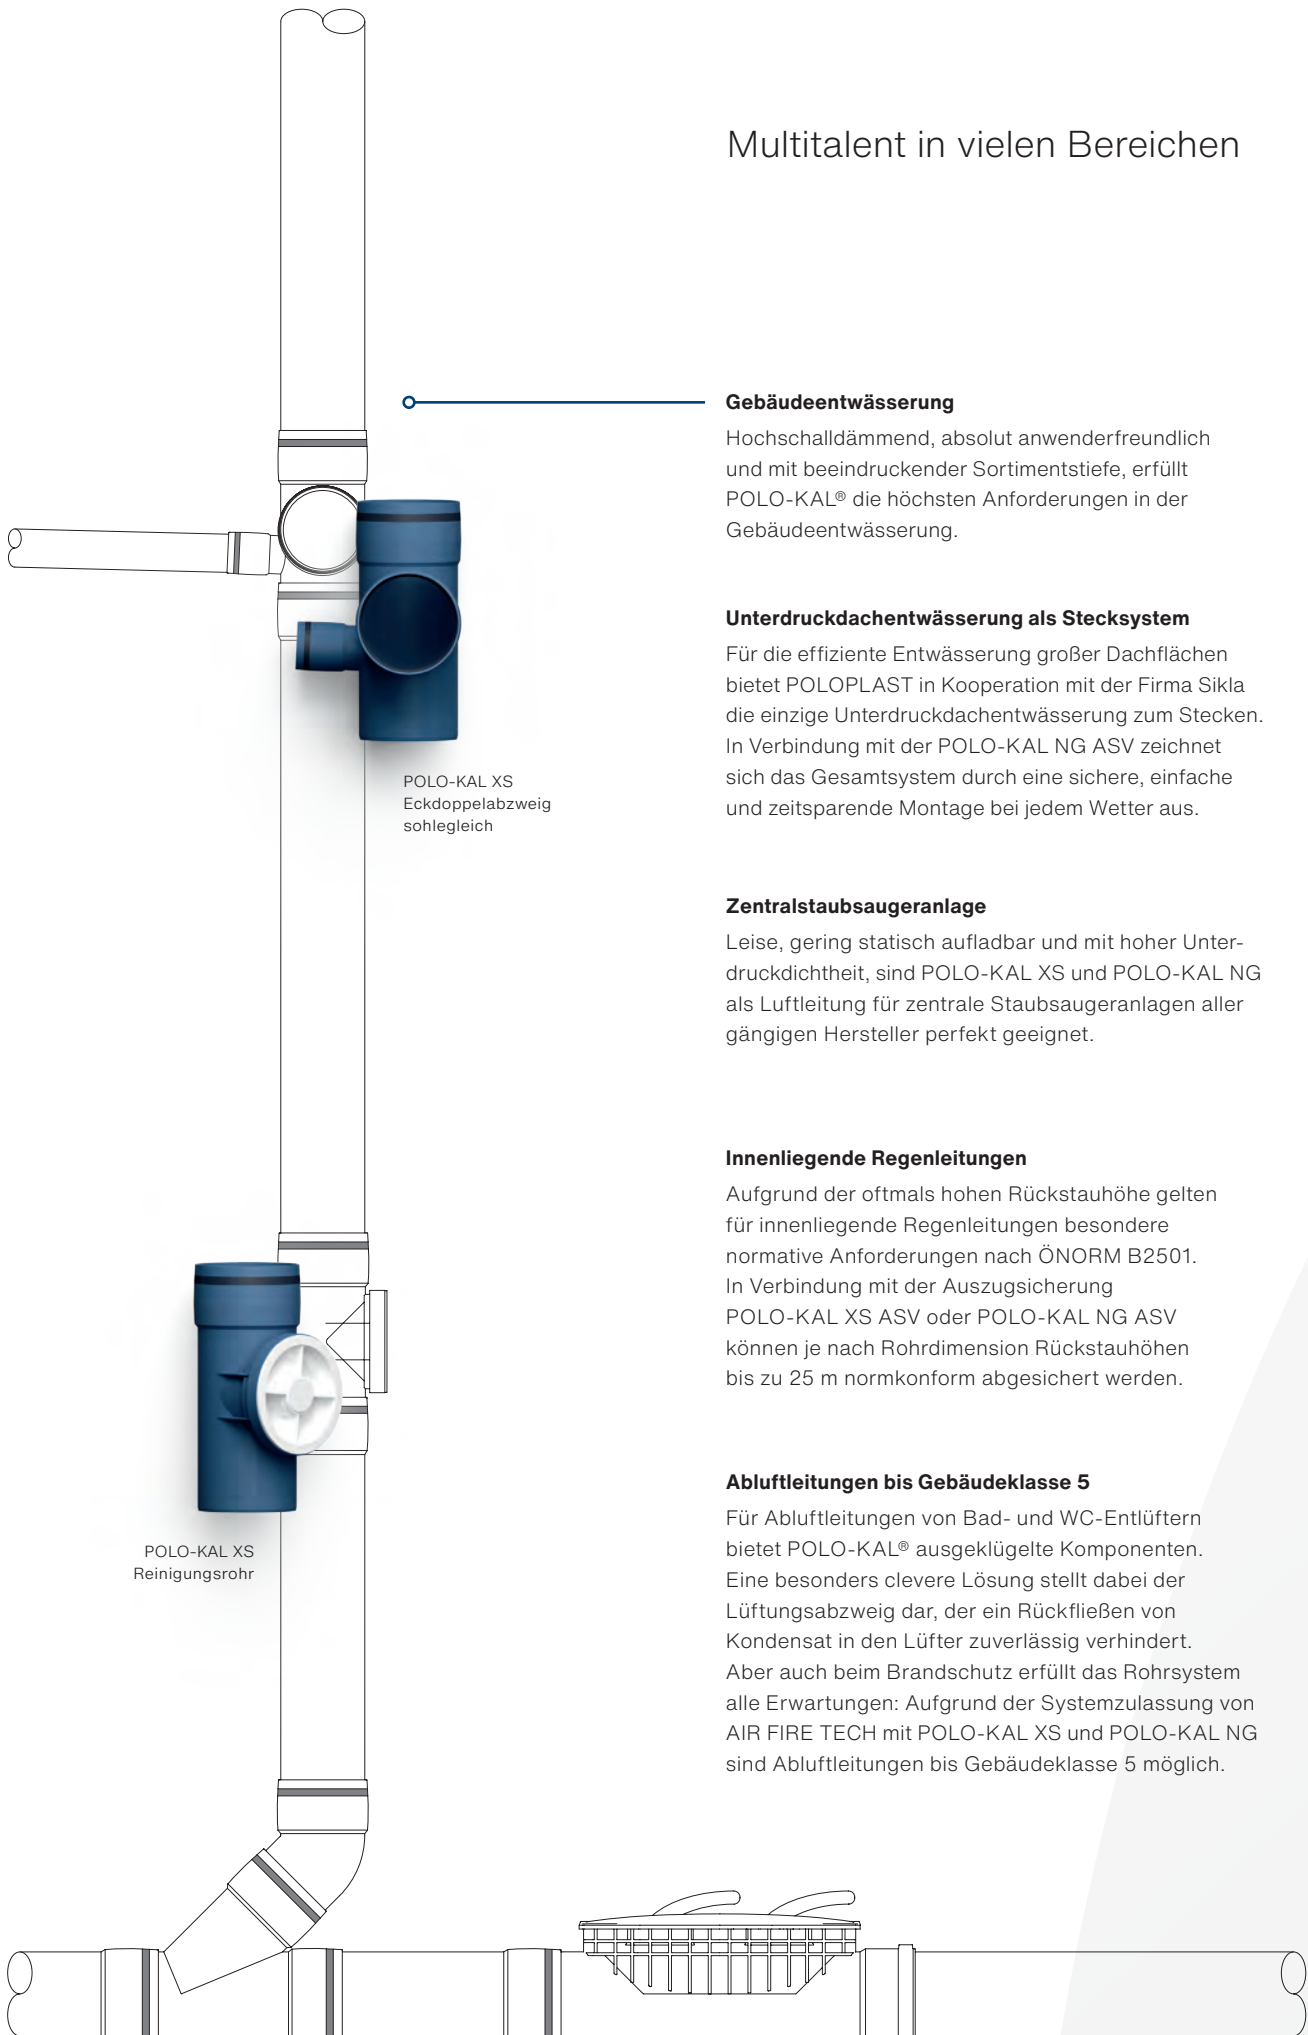 Multitalent in vielen Bereichen
Gebäudeentwässerung
Hochschalldämmend, absolut anwenderfreundlich
und mit beeindruckender Sortimentstiefe, erfüllt
POLO-KAL® die höchsten Anforderungen in der
Gebäudeentwässerung.
Unterdruckdachentwässerung als Stecksystem
Für die effiziente Entwässerung großer Dachflächen
bietet POLOPLAST in Kooperation mit der Firma Sikla
die einzige Unterdruckdachentwässerung zum Stecken.
In Verbindung mit der POLO-KAL NG ASV zeichnet
sich das Gesamtsystem durch eine sichere, einfache
und zeitsparende Montage bei jedem Wetter aus.
POLO-KAL XS
Eckdoppelabzweig
sohlegleich
Zentralstaubsaugeranlage
Leise, gering statisch aufladbar und mit hoher Unter-
druckdichtheit, sind POLO-KAL XS und POLO-KAL NG
als Luftleitung für zentrale Staubsaugeranlagen aller
gängigen Hersteller perfekt geeignet.
Innenliegende Regenleitungen
Aufgrund der oftmals hohen Rückstauhöhe gelten
für innenliegende Regenleitungen besondere
normative Anforderungen nach ÖNORM B2501.
In Verbindung mit der Auszugsicherung
POLO-KAL XS ASV oder POLO-KAL NG ASV
können je nach Rohrdimension Rückstauhöhen
bis zu 25 m normkonform abgesichert werden.
Abluftleitungen bis Gebäudeklasse 5
Für Abluftleitungen von Bad- und WC-Entlüftern
bietet POLO-KAL® ausgeklügelte Komponenten.
Eine besonders clevere Lösung stellt dabei der
Lüftungsabzweig dar, der ein Rückfließen von
Kondensat in den Lüfter zuverlässig verhindert.
Aber auch beim Brandschutz erfüllt das Rohrsystem
alle Erwartungen: Aufgrund der Systemzulassung von
AIR FIRE TECH mit POLO-KAL XS und POLO-KAL NG
sind Abluftleitungen bis Gebäudeklasse 5 möglich.
POLO-KAL XS
Reinigungsrohr